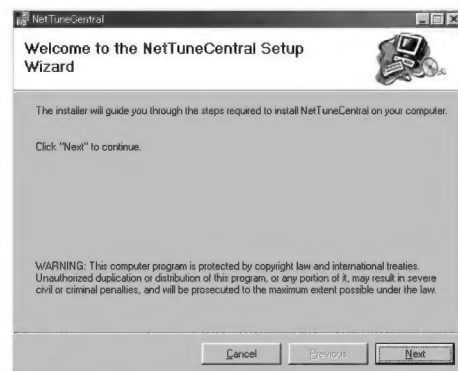 NetTuneCentral
Welcome to the NetTuneCentral Setup
Wizard
The installer will guide you through the steps required to install NetTuneCentral on your computer.
Click "Next" to continue.
WARNING: This computer program is protected by copyright law and international treaties.
Unauthorized duplication or distribution of this program, or any portion of it, may result in severe
civil or criminal penalties, and will be prosecuted to the maximum extent possible under the law.
Cancel
Previous
Next